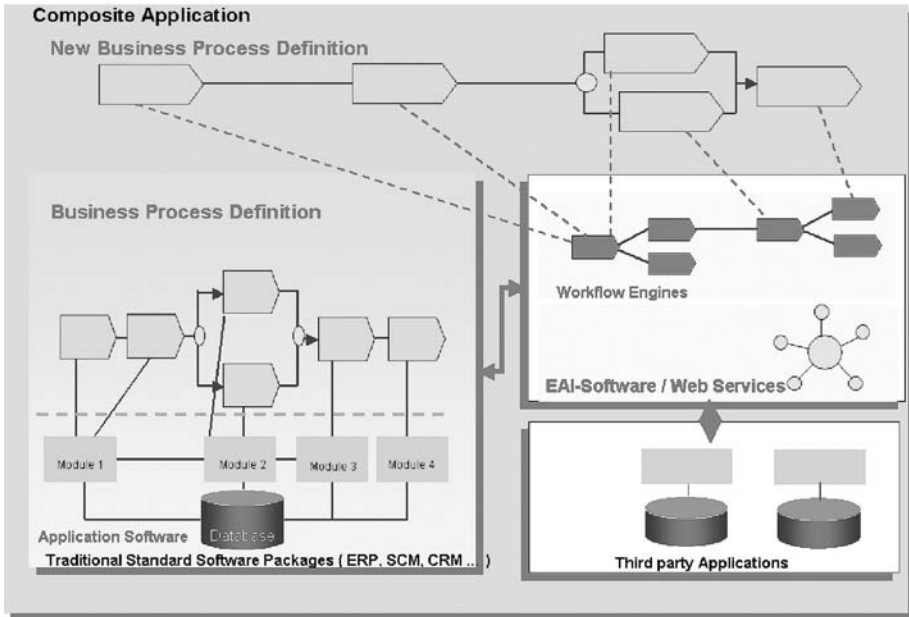 Composite Application
New Business Process Definition
Business Process Definition
Workflow Engines
EAI-Software / Web Services
Module 1
Module 2
Module 3
Module 4
Application Software
Database
Traditional Standard Software Packages ( ERP, SCM, CRM ... )
Third party Applications